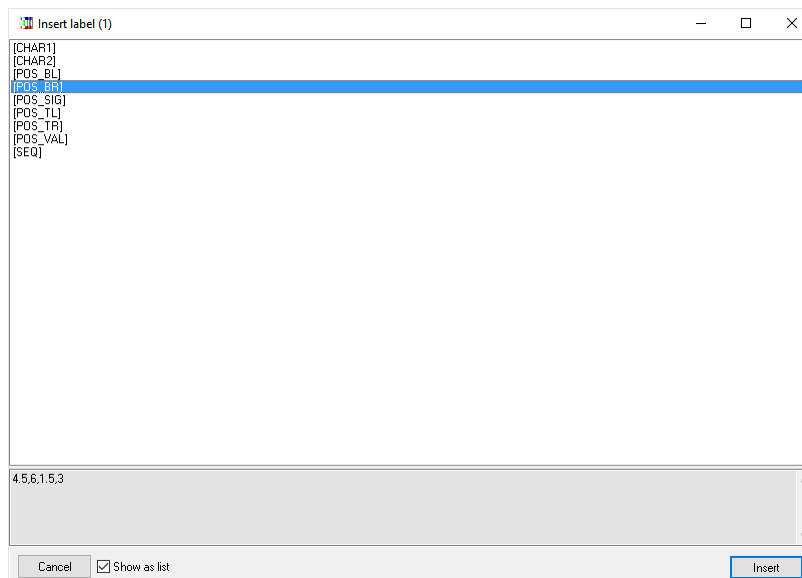 Insert label (1)
[CHAR1]
[CHAR2]
[POS_BL]
[POS_BR]
[POS_SIG]
[POS_TL]
[POS_TR]
[POS_VAL]
[SEQ]
4.5,6,1.5,3
Cancel
Show as list
Insert